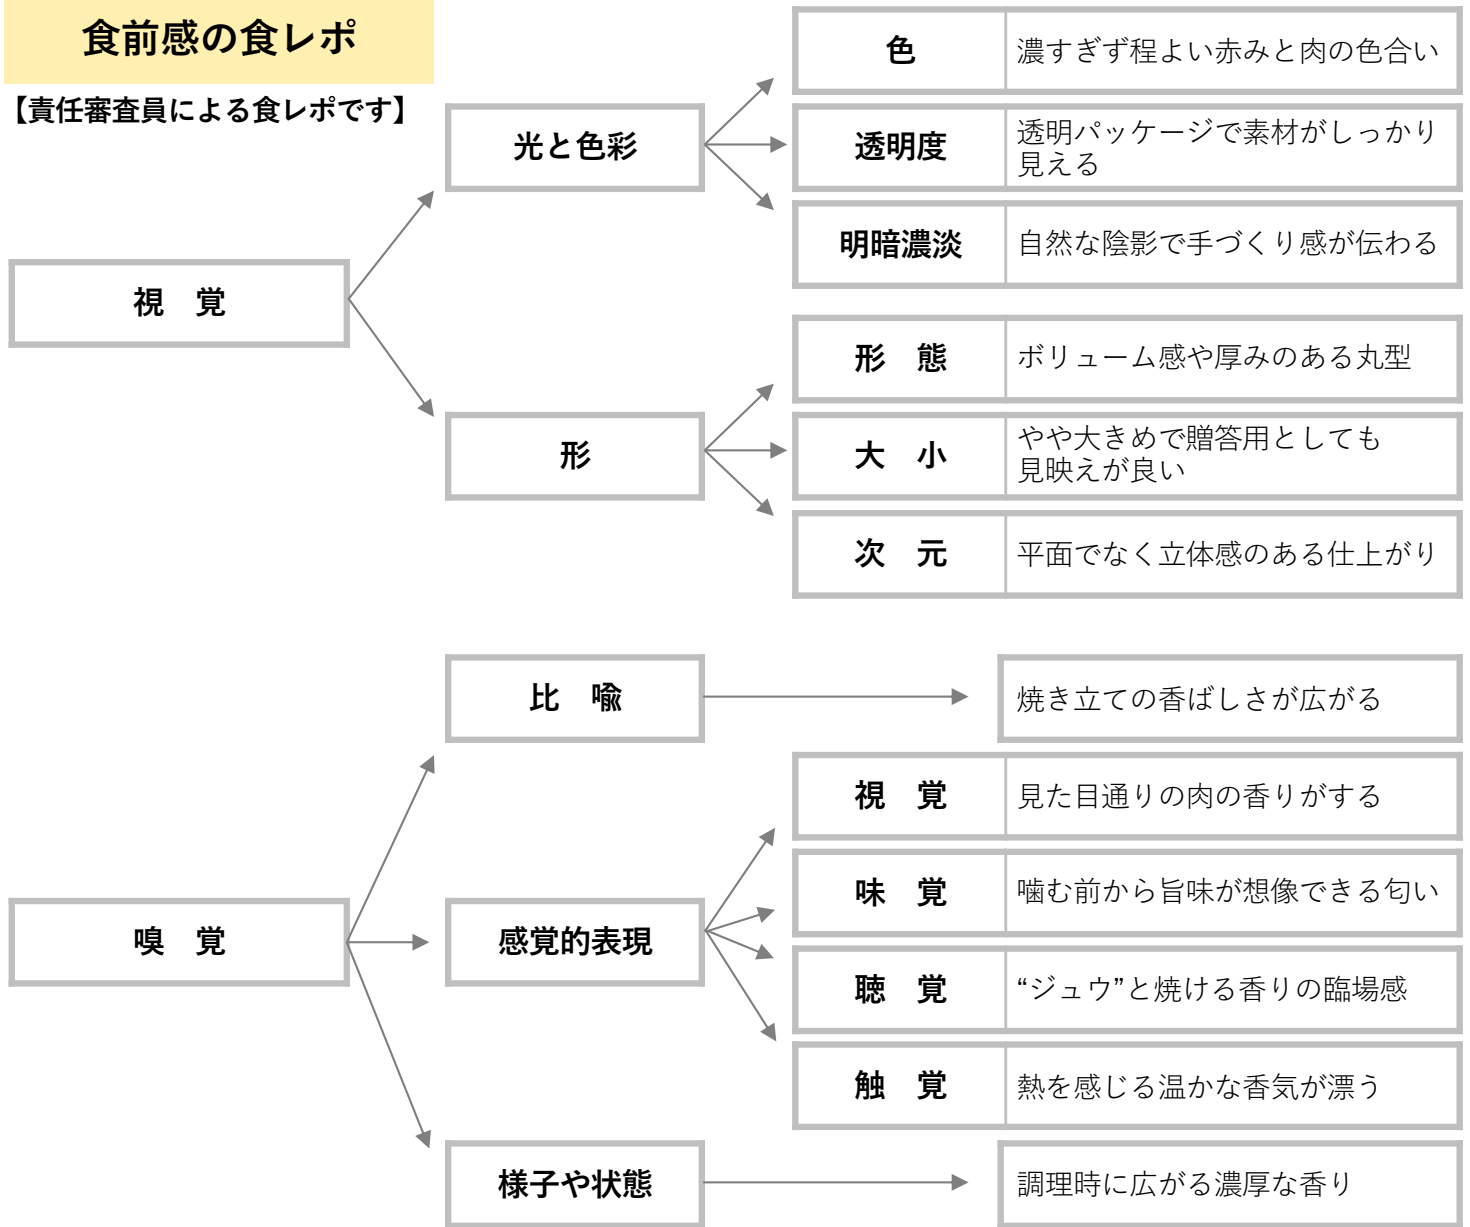 食前感の食レポ
【責任審査員による食レポです】
視　覚
光と色彩
色
濃すぎず程よい赤みと肉の色合い
透明度
透明パッケージで素材がしっかり
見える
明暗濃淡
自然な陰影で手づくり感が伝わる
形
形　態
ボリューム感や厚みのある丸型
大　小
やや大きめで贈答用としても
見映えが良い
次　元
平面でなく立体感のある仕上がり
嗅　覚
比　喩
焼き立ての香ばしさが広がる
感覚的表現
視　覚
見た目通りの肉の香りがする
味　覚
噛む前から旨味が想像できる匂い
聴　覚
“ジュウ”と焼ける香りの臨場感
触　覚
熱を感じる温かな香気が漂う
様子や状態
調理時に広がる濃厚な香り